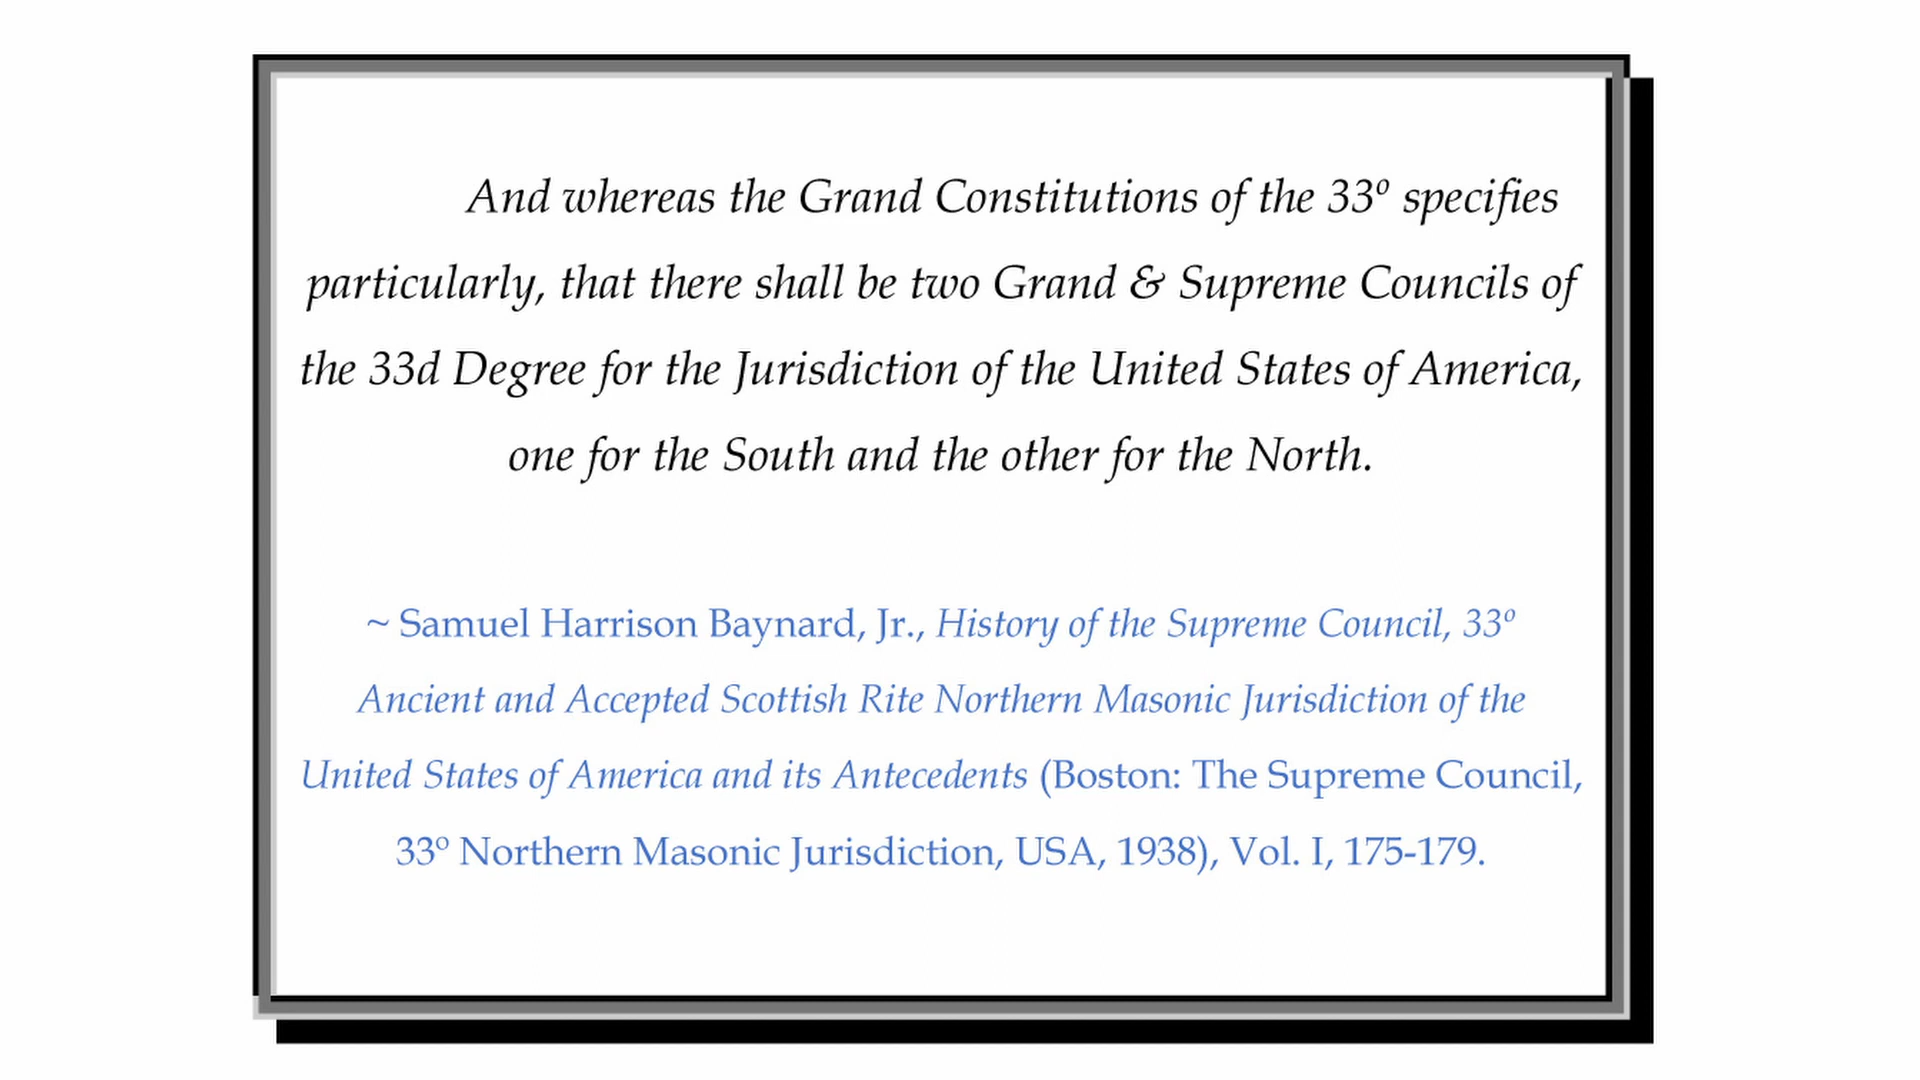 And whereas the Grand Constitutions of the 33º specifies
particularly, that there shall be two Grand & Supreme Councils of
the 33d Degree for the Jurisdiction of the United States of America,
one for the South and the other for the North.
~ Samuel Harrison Baynard, Jr., History of the Supreme Council, 33º
Ancient and Accepted Scottish Rite Northern Masonic Jurisdiction of the
United States of America and its Antecedents (Boston: The Supreme Council,
33º Northern Masonic Jurisdiction, USA, 1938), Vol. I, 175-179.